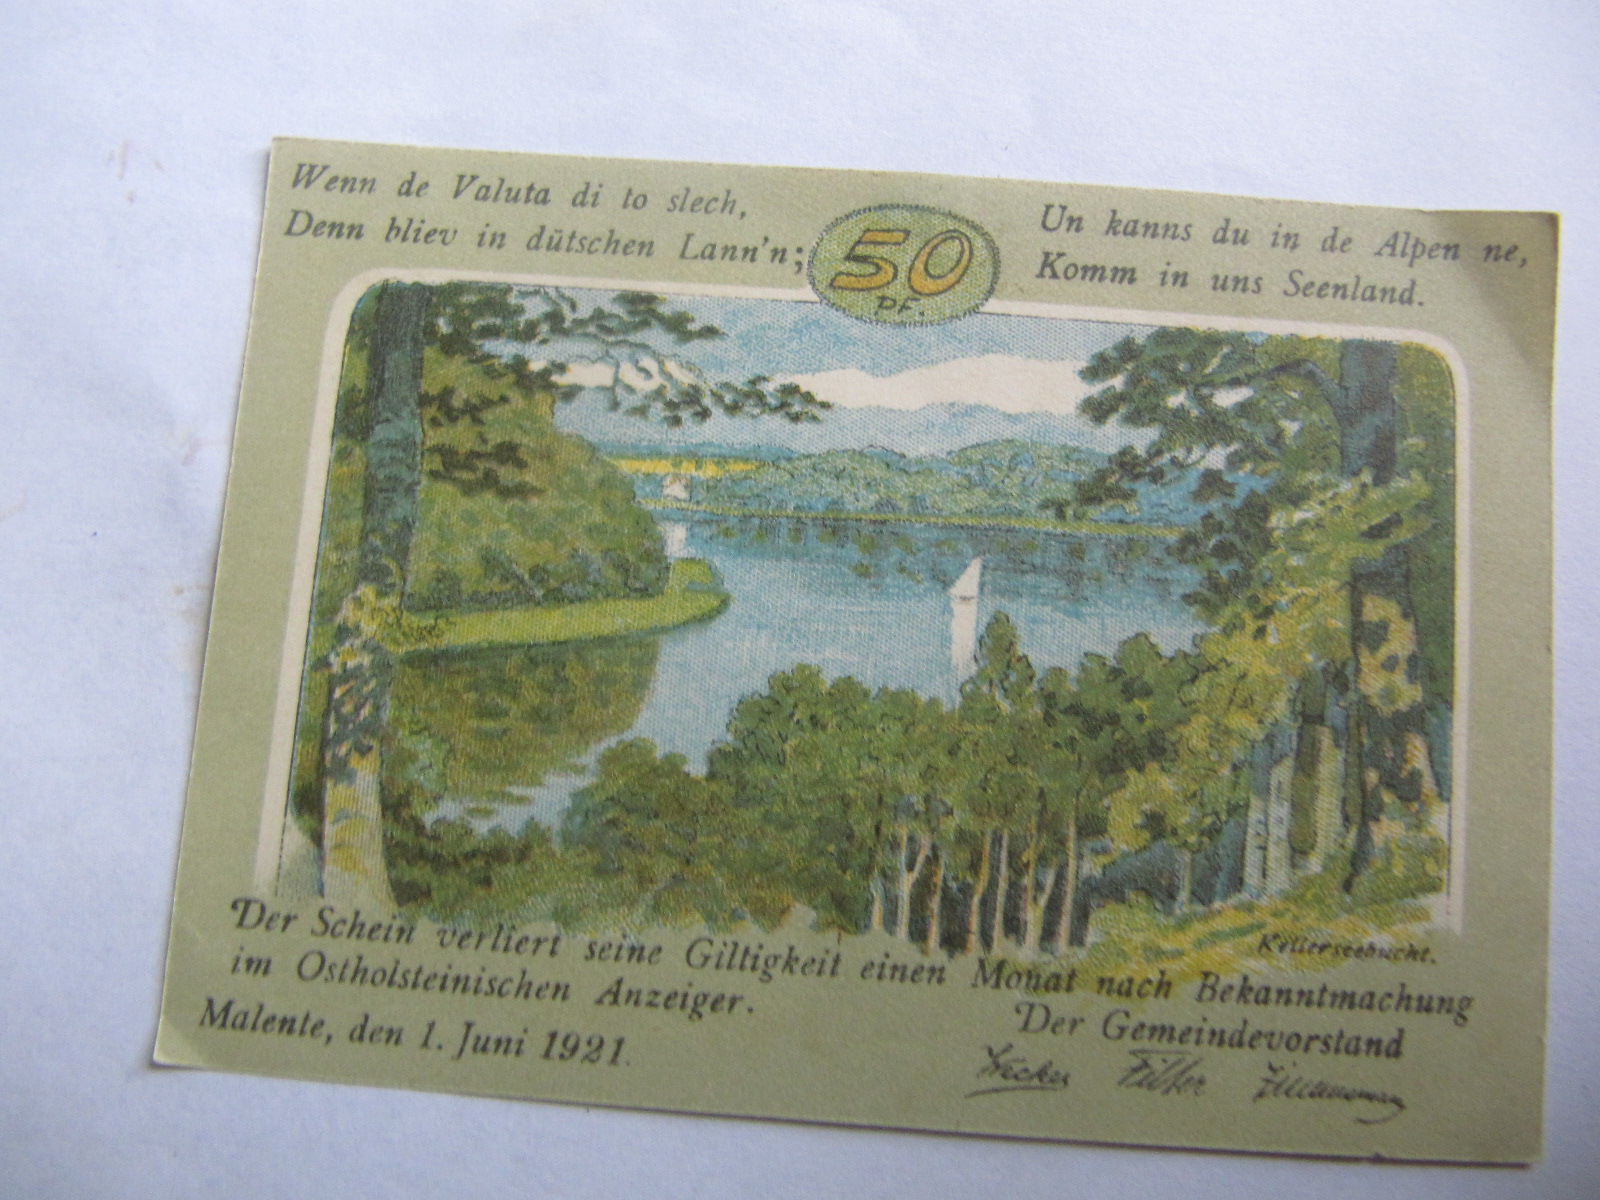 Wenn de Valuta di to slech,
Denn bliev in dütschen Lann'n;
50
PF.
Un kanns du in de Alpen ne,
Komm in uns Seenland.
Kellerseebucht.
Der Schein verliert seine Giltigkeit einen Monat nach Bekanntmachung
im Ostholsteinischen Anzeiger.
Malente, den 1. Juni 1921.
Der Gemeindevorstand